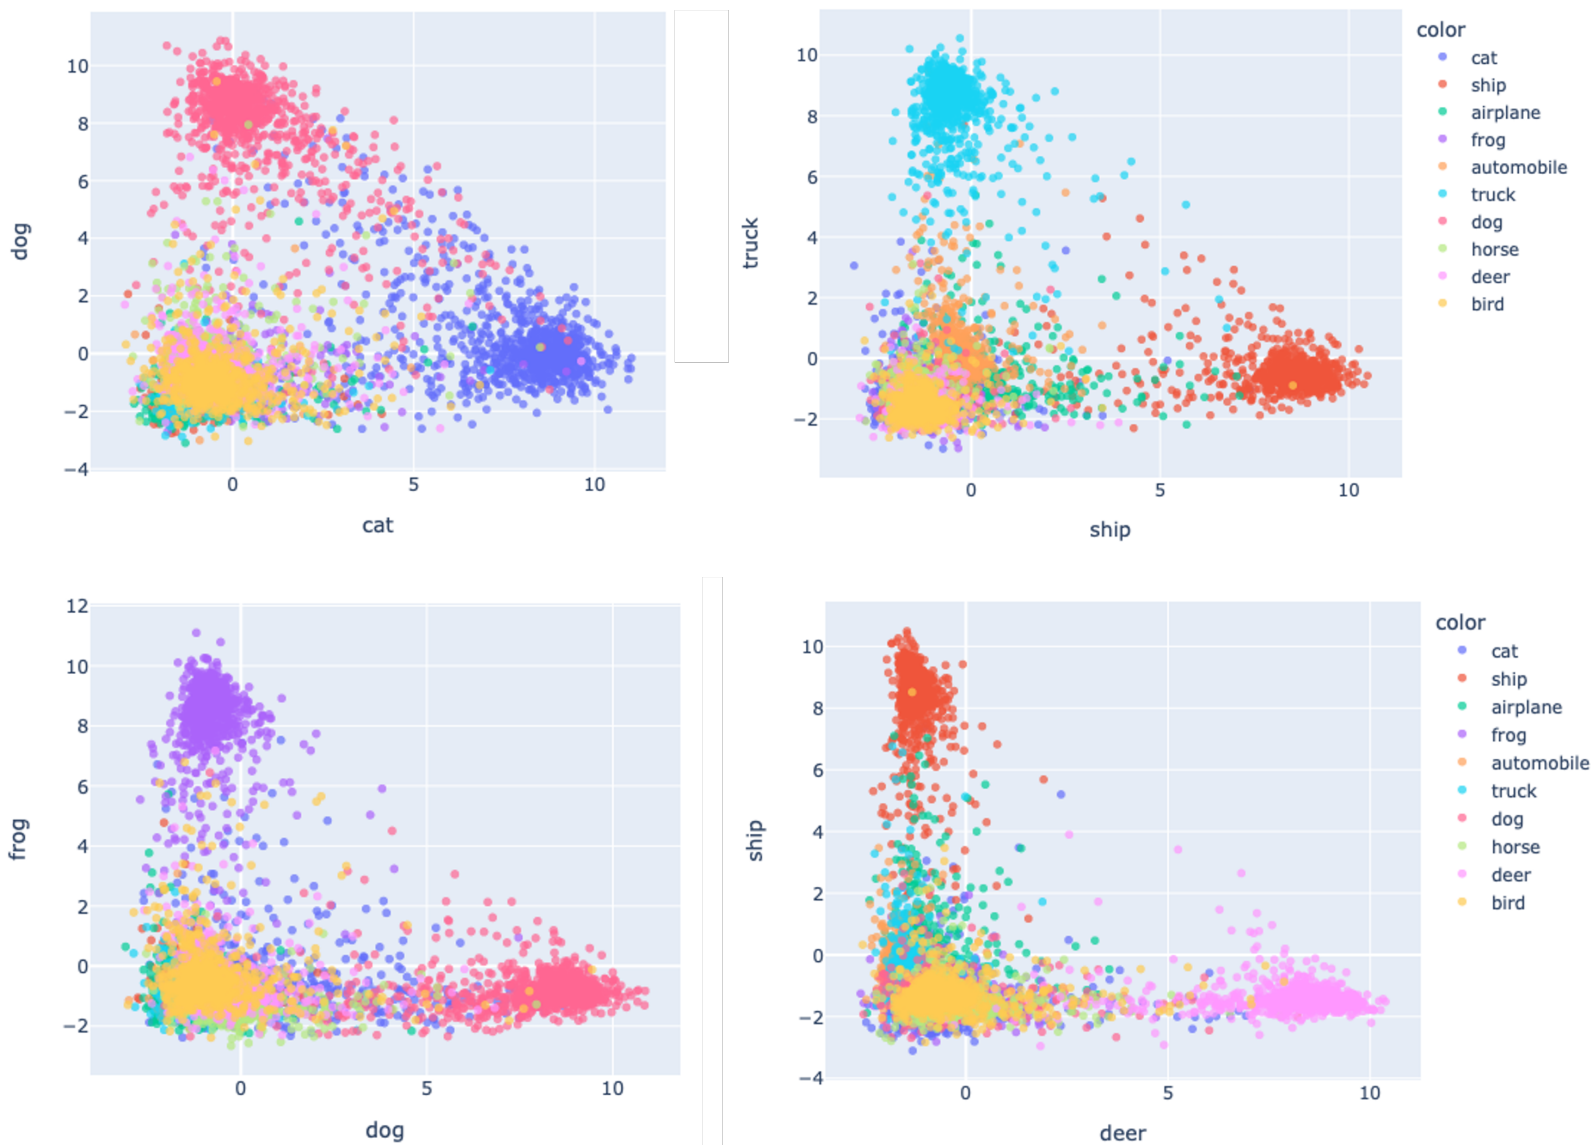 dog
10
8
6
4
2
0
−2
−4
0
5
10
cat
truck
10
8
6
4
2
0
−2
0
5
10
ship
color
cat
ship
airplane
frog
automobile
truck
dog
horse
deer
bird
frog
12
10
8
6
4
2
0
−2
0
5
10
dog
ship
10
8
6
4
2
0
−2
−4
0
5
10
deer
color
cat
ship
airplane
frog
automobile
truck
dog
horse
deer
bird